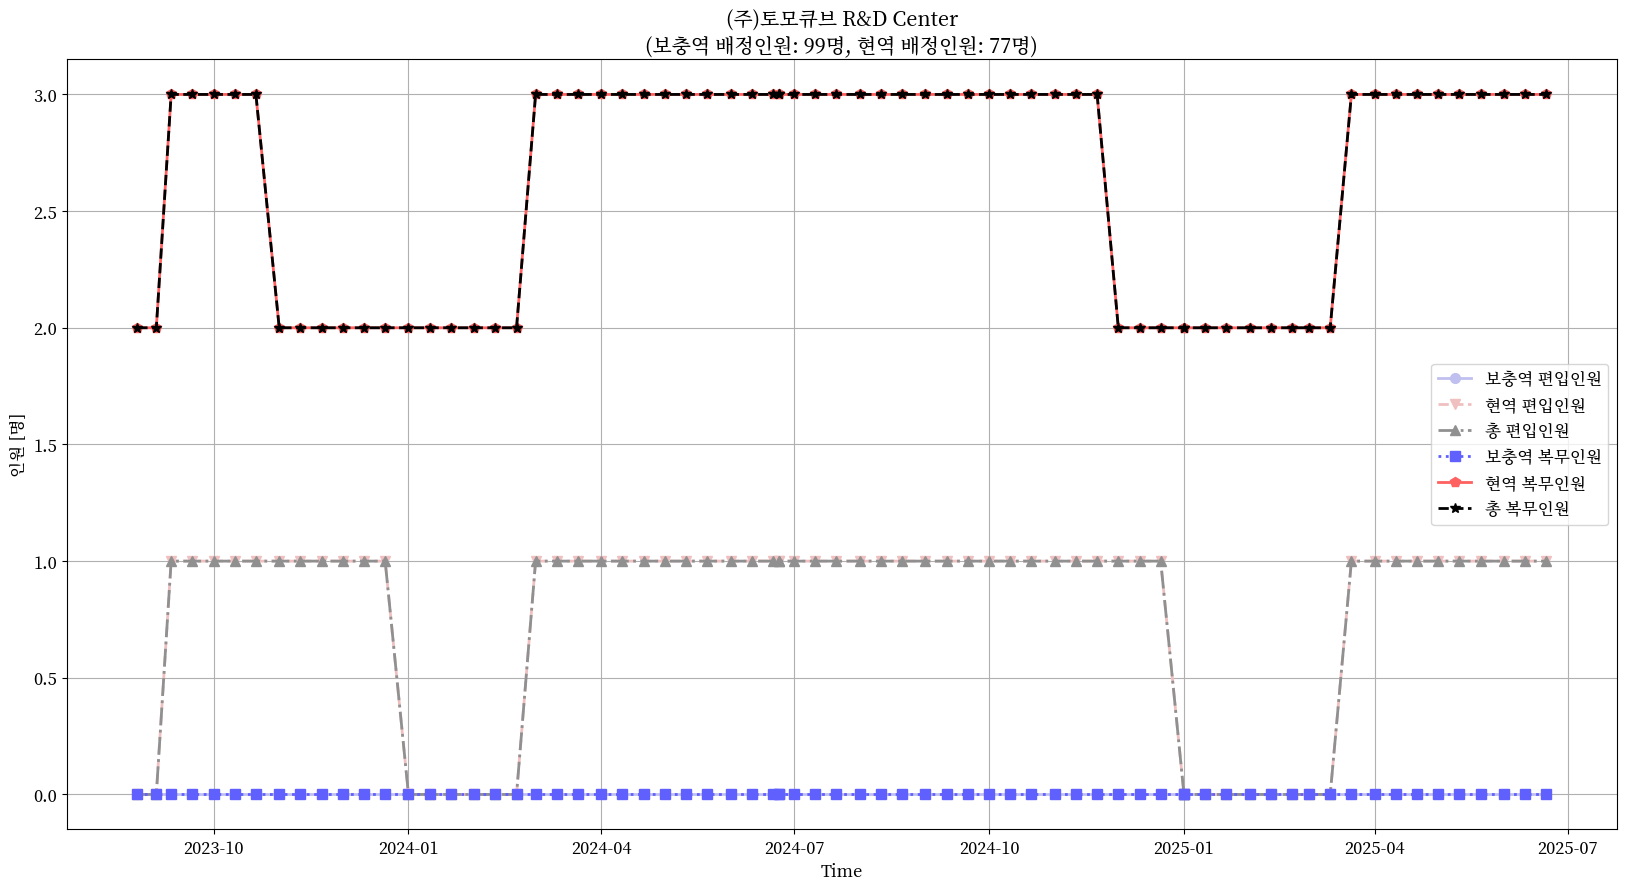 (주)토모큐브 R&D Center
(보충역 배정인원: 99명, 현역 배정인원: 77명)
3.0
2.5
2.0
1.5
1.0
0.5
0.0
인원 [명]
보충역 편입인원
현역 편입인원
총 편입인원
보충역 복무인원
현역 복무인원
총 복무인원
2023-10
2024-01
2024-04
2024-07
2024-10
2025-01
2025-04
2025-07
Time